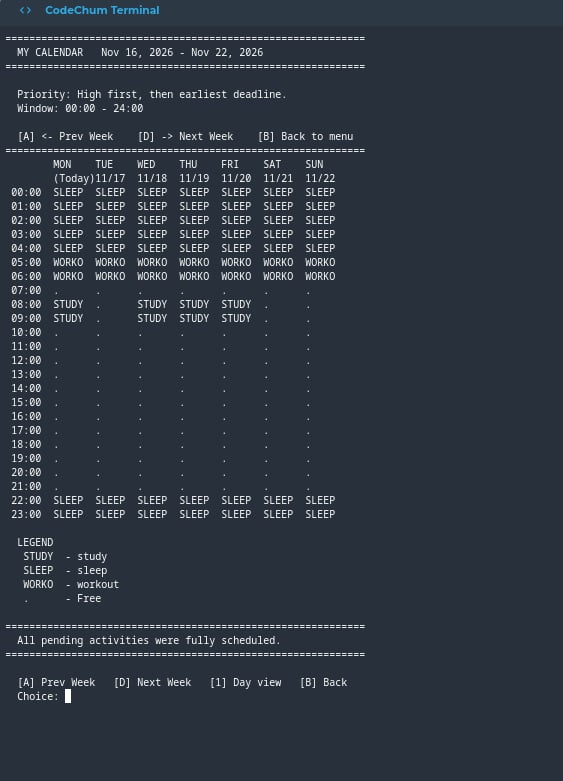 <> CodeChum Terminal
============================================================
MY CALENDAR   Nov 16, 2026 - Nov 22, 2026
============================================================
Priority: High first, then earliest deadline.
Window: 00:00 - 24:00
[A] <- Prev Week    [D] -> Next Week    [B] Back to menu
============================================================
        MON    TUE    WED    THU    FRI    SAT    SUN
        (Today)11/17  11/18  11/19  11/20  11/21  11/22
 00:00  SLEEP  SLEEP  SLEEP  SLEEP  SLEEP  SLEEP  SLEEP
 01:00  SLEEP  SLEEP  SLEEP  SLEEP  SLEEP  SLEEP  SLEEP
 02:00  SLEEP  SLEEP  SLEEP  SLEEP  SLEEP  SLEEP  SLEEP
 03:00  SLEEP  SLEEP  SLEEP  SLEEP  SLEEP  SLEEP  SLEEP
 04:00  SLEEP  SLEEP  SLEEP  SLEEP  SLEEP  SLEEP  SLEEP
 05:00  WORKO  WORKO  WORKO  WORKO  WORKO  WORKO  WORKO
 06:00  WORKO  WORKO  WORKO  WORKO  WORKO  WORKO  WORKO
 07:00  .      .      .      .      .      .      .
 08:00  STUDY  .      STUDY  STUDY  STUDY  .      .
 09:00  STUDY  .      STUDY  STUDY  STUDY  .      .
 10:00  .      .      .      .      .      .      .
 11:00  .      .      .      .      .      .      .
 12:00  .      .      .      .      .      .      .
 13:00  .      .      .      .      .      .      .
 14:00  .      .      .      .      .      .      .
 15:00  .      .      .      .      .      .      .
 16:00  .      .      .      .      .      .      .
 17:00  .      .      .      .      .      .      .
 18:00  .      .      .      .      .      .      .
 19:00  .      .      .      .      .      .      .
 20:00  .      .      .      .      .      .      .
 21:00  .      .      .      .      .      .      .
 22:00  SLEEP  SLEEP  SLEEP  SLEEP  SLEEP  SLEEP  SLEEP
 23:00  SLEEP  SLEEP  SLEEP  SLEEP  SLEEP  SLEEP  SLEEP
LEGEND
 STUDY  - study
 SLEEP  - sleep
 WORKO  - workout
 .      - Free
============================================================
All pending activities were fully scheduled.
============================================================
[A] Prev Week   [D] Next Week   [1] Day view   [B] Back
Choice: